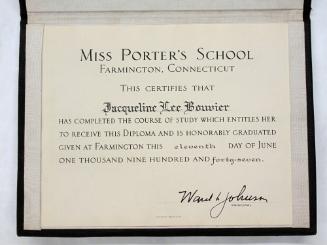 MISS PORTER'S SCHOOL
FARMINGTON, CONNECTICUT
THIS CERTIFIES THAT
Jacqueline Lee Bouvier
HAS COMPLETED THE COURSE OF STUDY WHICH ENTITLES HER
TO RECEIVE THIS DIPLOMA AND IS HONORABLY GRADUATED
GIVEN AT FARMINGTON THIS eleventh DAY OF JUNE
ONE THOUSAND NINE HUNDRED AND forty-seven.
Ward L Johnson